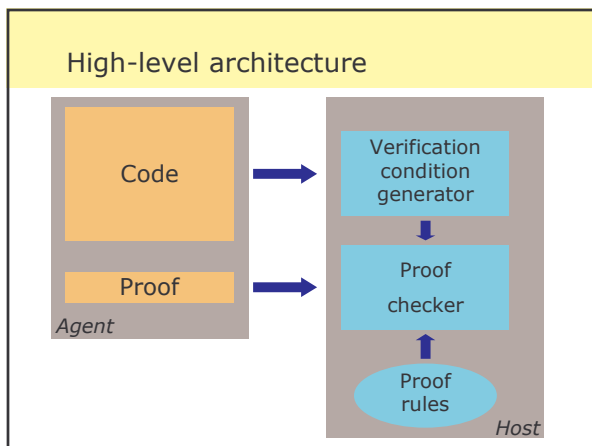 High-level architecture
Code
Proof
Agent
Verification
condition
generator
Proof
checker
Proof
rules
Host